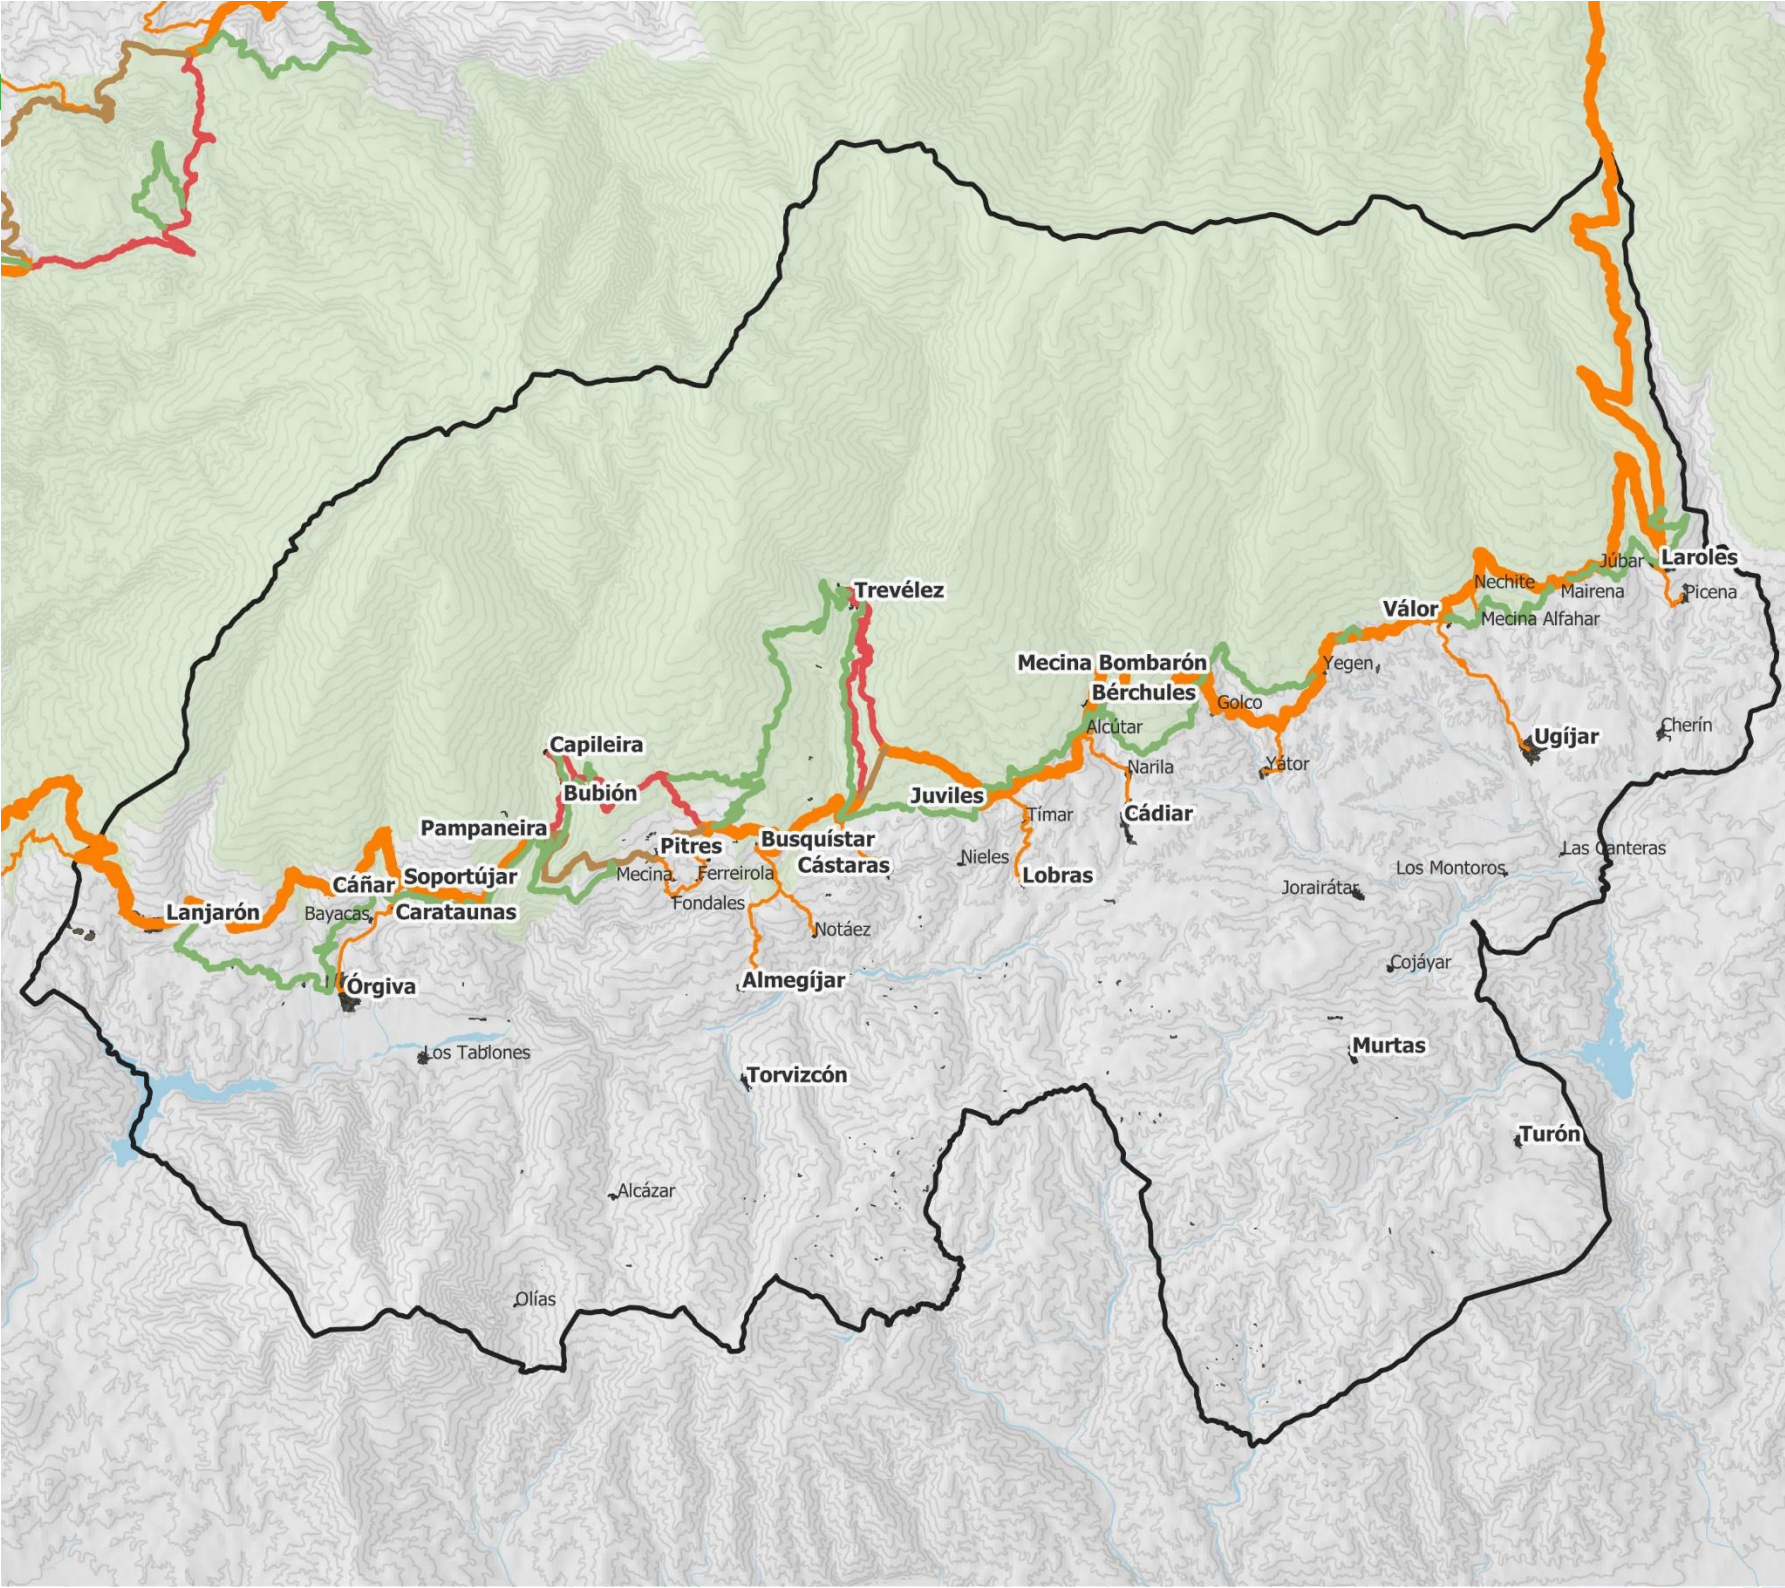 Júbar
Laroles
Nechite
Trevélez
Mairena
Picena
Válor
Mecina Alfahar
Mecina Bombarón
Yegen
Bérchules
Golco
Alcútar
Cherín
Ugíjar
Capileira
Yátor
Narila
Bubión
Juviles
Tímar
Cádiar
Pampaneira
Busquístar
Pitres
Las Canteras
Nieles
Cástaras
Los Montoros
Mecina
Ferreirola
Lobras
Soportújar
Cáñar
Jorairátar
Fondales
Lanjarón
Bayacas
Carataunas
Notáez
Cojáyar
Almegíjar
Órgiva
Murtas
Los Tablones
Torvizcón
Turón
Alcázar
Olías